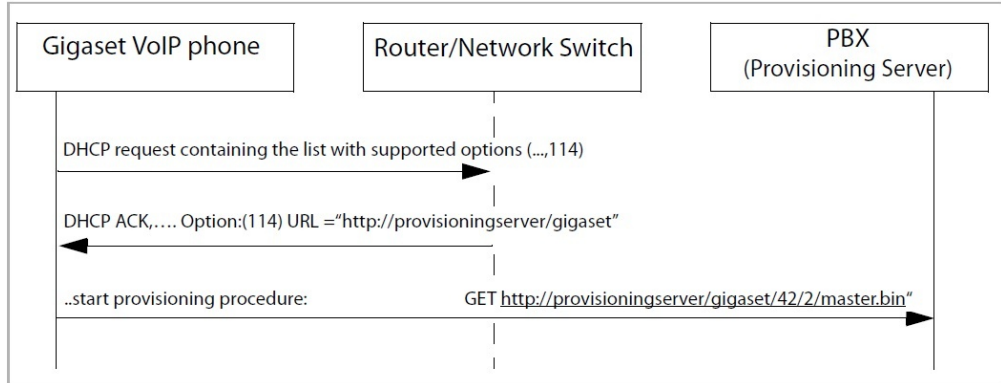 Gigaset VoIP phone
Router/Network Switch
PBX
(Provisioning Server)
DHCP request containing the list with supported options (...,114)
DHCP ACK,.... Option:(114) URL =“http://provisioningserver/gigaset”
..start provisioning procedure: GET http://provisioningserver/gigaset/42/2/master.bin“